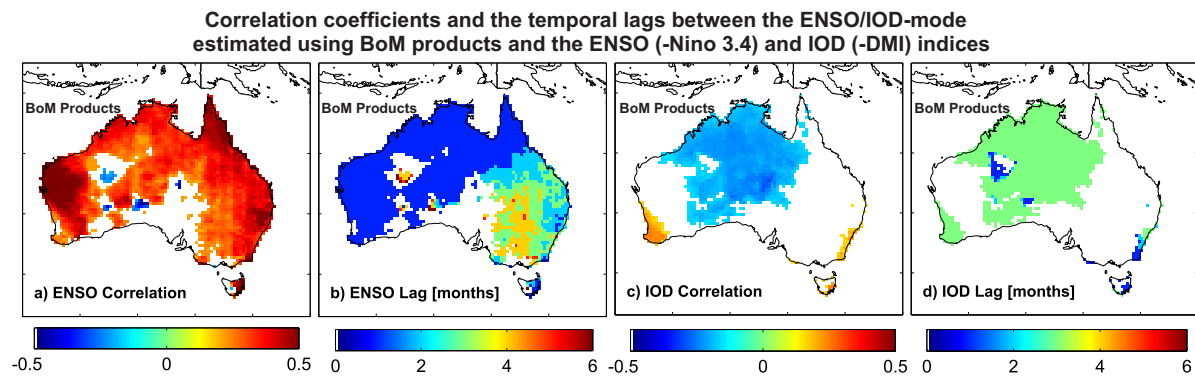 Correlation coefficients and the temporal lags between the ENSO/IOD-mode
estimated using BoM products and the ENSO (-Nino 3.4) and IOD (-DMI) indices
BoM Products
BoM Products
BoM Products
BoM Products
a) ENSO Correlation
b) ENSO Lag [months]
c) IOD Correlation
d) IOD Lag [months]
-0.5 0 0.5
0 2 4 6
-0.5 0 0.5
0 2 4 6